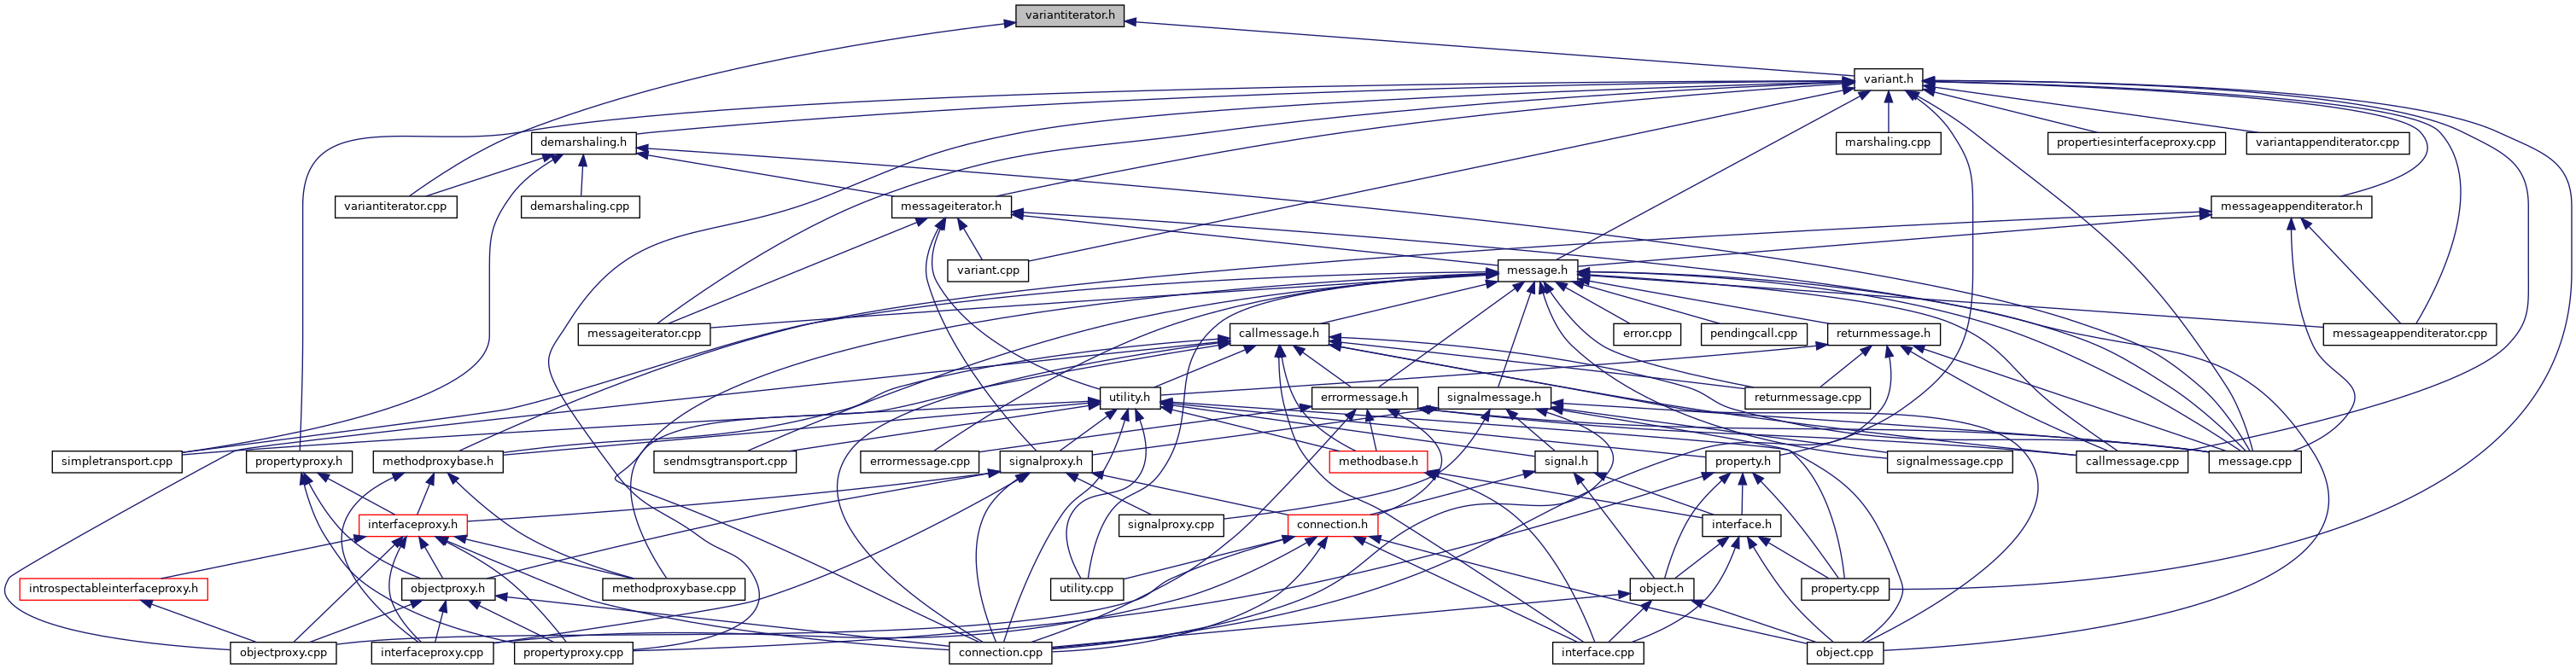 variantiterator.h
variant.h
demarshaling.h
marshaling.cpp
propertiesinterfaceproxy.cpp
variantappenditerator.cpp
variantiterator.cpp
demarshaling.cpp
messageiterator.h
messageappenditerator.h
variant.cpp
message.h
messageiterator.cpp
callmessage.h
error.cpp
pendingcall.cpp
returnmessage.h
messageappenditerator.cpp
utility.h
errormessage.h
signalmessage.h
returnmessage.cpp
simpletransport.cpp
propertyproxy.h
methodproxybase.h
sendmsgtransport.cpp
errormessage.cpp
signalproxy.h
methodbase.h
signal.h
property.h
signalmessage.cpp
callmessage.cpp
message.cpp
interfaceproxy.h
signalproxy.cpp
connection.h
interface.h
introspectableinterfaceproxy.h
objectproxy.h
methodproxybase.cpp
utility.cpp
object.h
property.cpp
objectproxy.cpp
interfaceproxy.cpp
propertyproxy.cpp
connection.cpp
interface.cpp
object.cpp